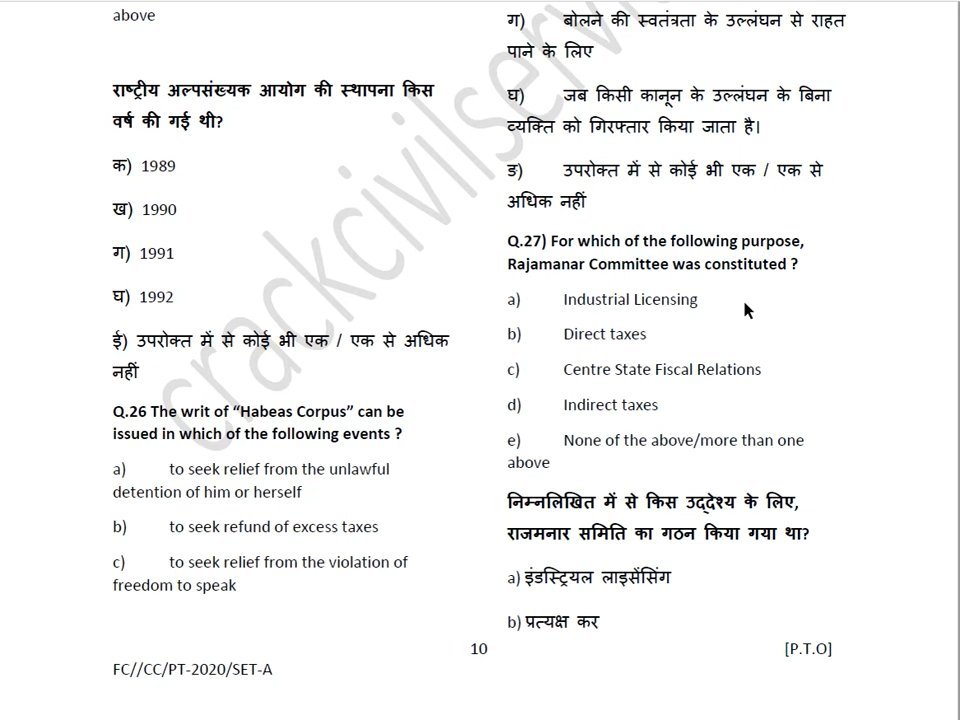 above
राष्ट्रीय अल्पसंख्यक आयोग की स्थापना किस
वर्ष की गई थी?
क) 1989
ख) 1990
ग) 1991
घ) 1992
ई) उपरोक्त में से कोई भी एक / एक से अधिक
नहीं
Q.26 The writ of “Habeas Corpus” can be
issued in which of the following events ?
a) to seek relief from the unlawful
detention of him or herself
b) to seek refund of excess taxes
c) to seek relief from the violation of
freedom to speak
ग) बोलने की स्वतंत्रता के उल्लंघन से राहत
पाने के लिए
घ) जब किसी कानून के उल्लंघन के बिना
व्यक्ति को गिरफ्तार किया जाता है।
ङ) उपरोक्त में से कोई भी एक / एक से
अधिक नहीं
Q.27) For which of the following purpose,
Rajamanar Committee was constituted ?
a) Industrial Licensing
b) Direct taxes
c) Centre State Fiscal Relations
d) Indirect taxes
e) None of the above/more than one
above
निम्नलिखित में से किस उद्देश्य के लिए,
राजमनार समिति का गठन किया गया था?
a) इंडस्ट्रियल लाइसेंसिंग
b) प्रत्यक्ष कर
10
[P.T.O]
FC//CC/PT-2020/SET-A